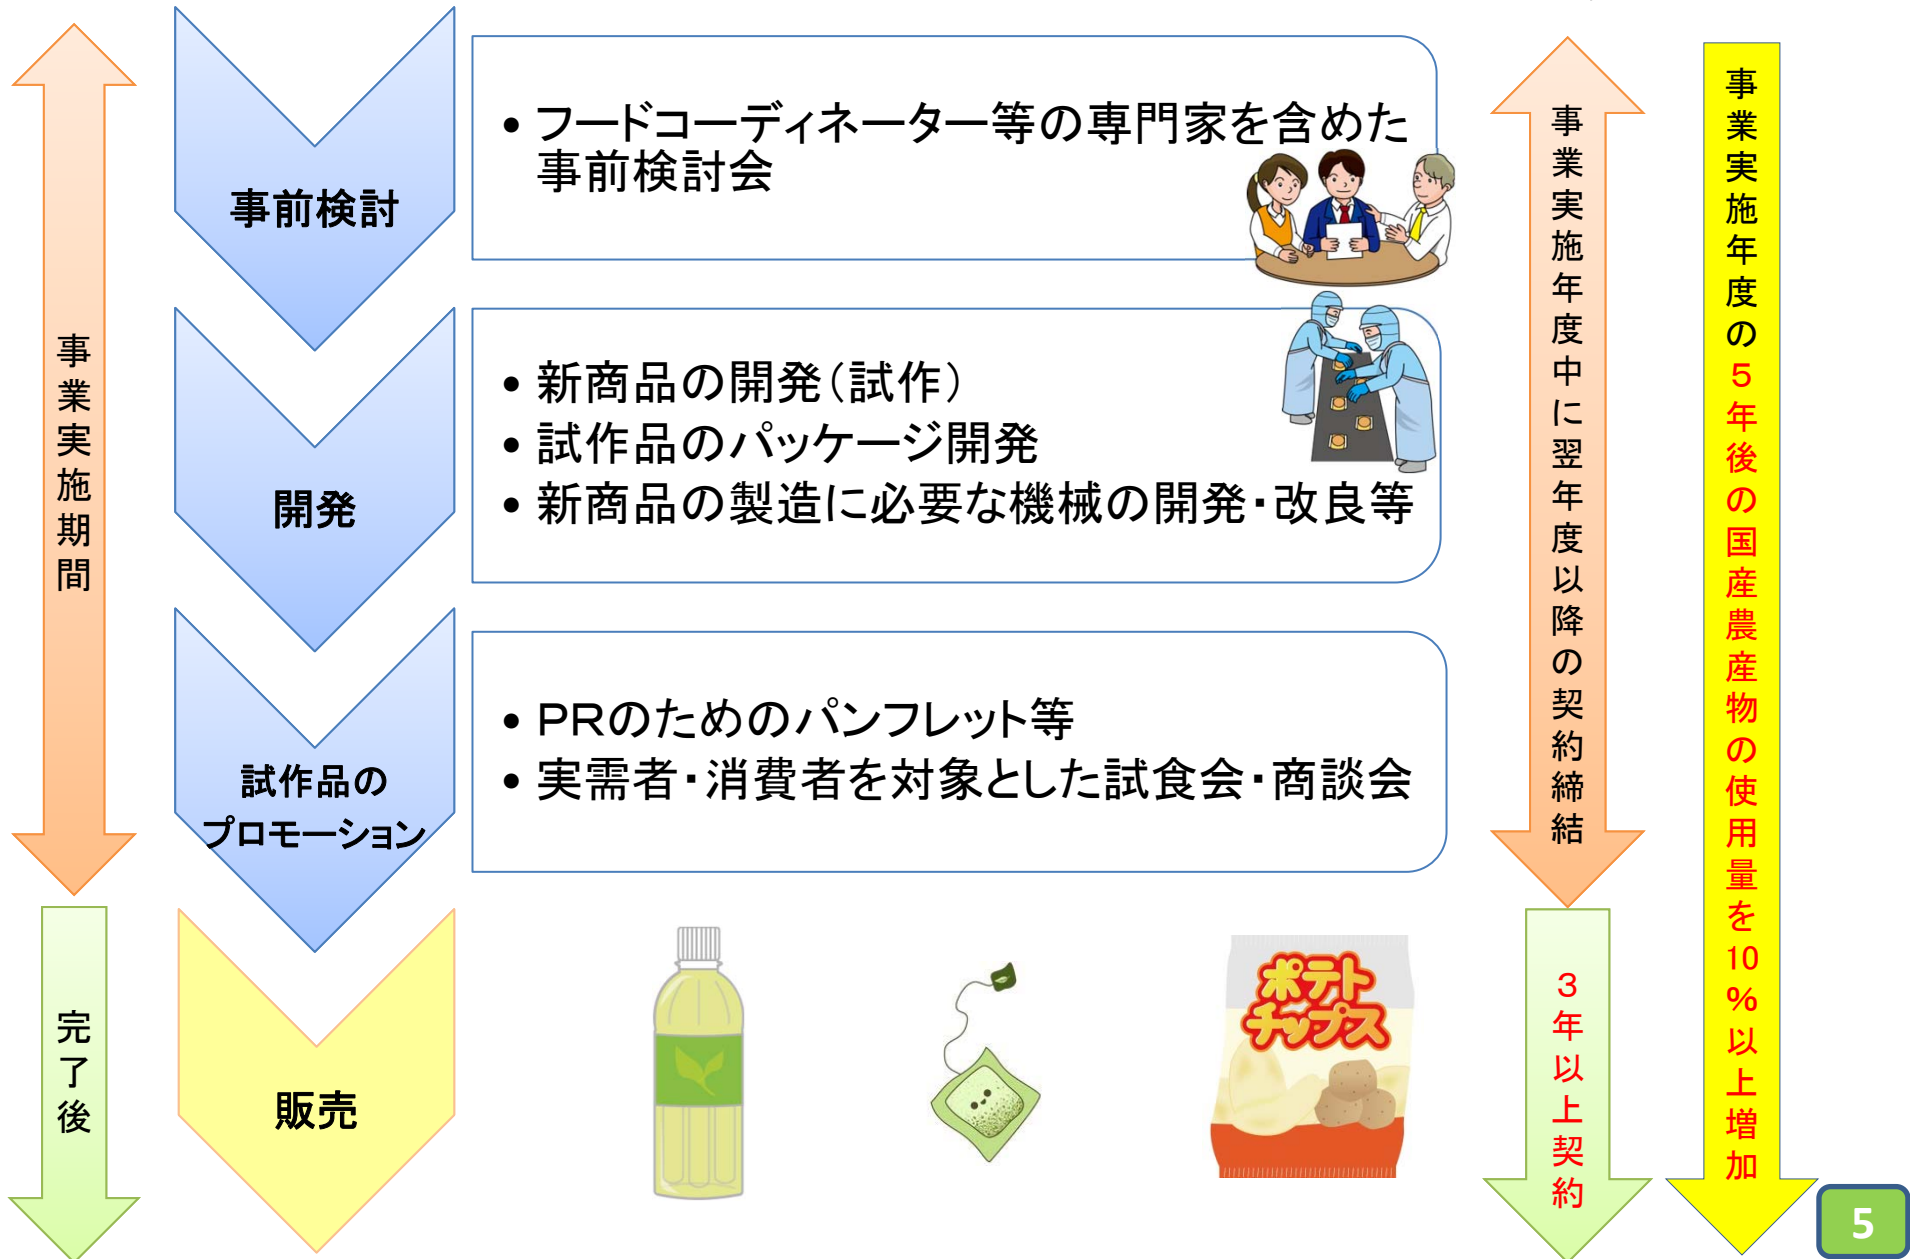 事業実施期間
完了後
事前検討
・フードコーディネーター等の専門家を含めた
事前検討会
開発
・新商品の開発(試作)
・試作品のパッケージ開発
・新商品の製造に必要な機械の開発・改良等
試作品の
プロモーション
・PRのためのパンフレット等
・実需者・消費者を対象とした試食会・商談会
販売
ポテト
チップス
事業実施年度中に翌年度以降の契約締結
3年以上契約
事業実施年度の5年後の国産農産物の使用量を10%以上増加
5